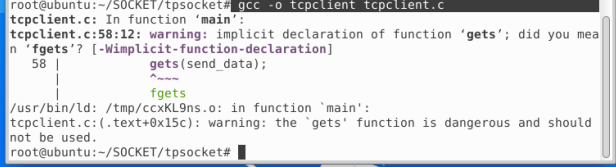 root@ubuntu:~/SOCKET/tpsocket# gcc -o tcpclient tcpclient.c
tcpclient.c: In function ‘main’:
tcpclient.c:58:12: warning: implicit declaration of function ‘gets’; did you mea
n ‘fgets’? [-Wimplicit-function-declaration]
   58 |            gets(send_data);
      |            ^~~~
      |            fgets
/usr/bin/ld: /tmp/ccxKL9ns.o: in function `main':
tcpclient.c:(.text+0x15c): warning: the `gets' function is dangerous and should
not be used.
root@ubuntu:~/SOCKET/tpsocket#